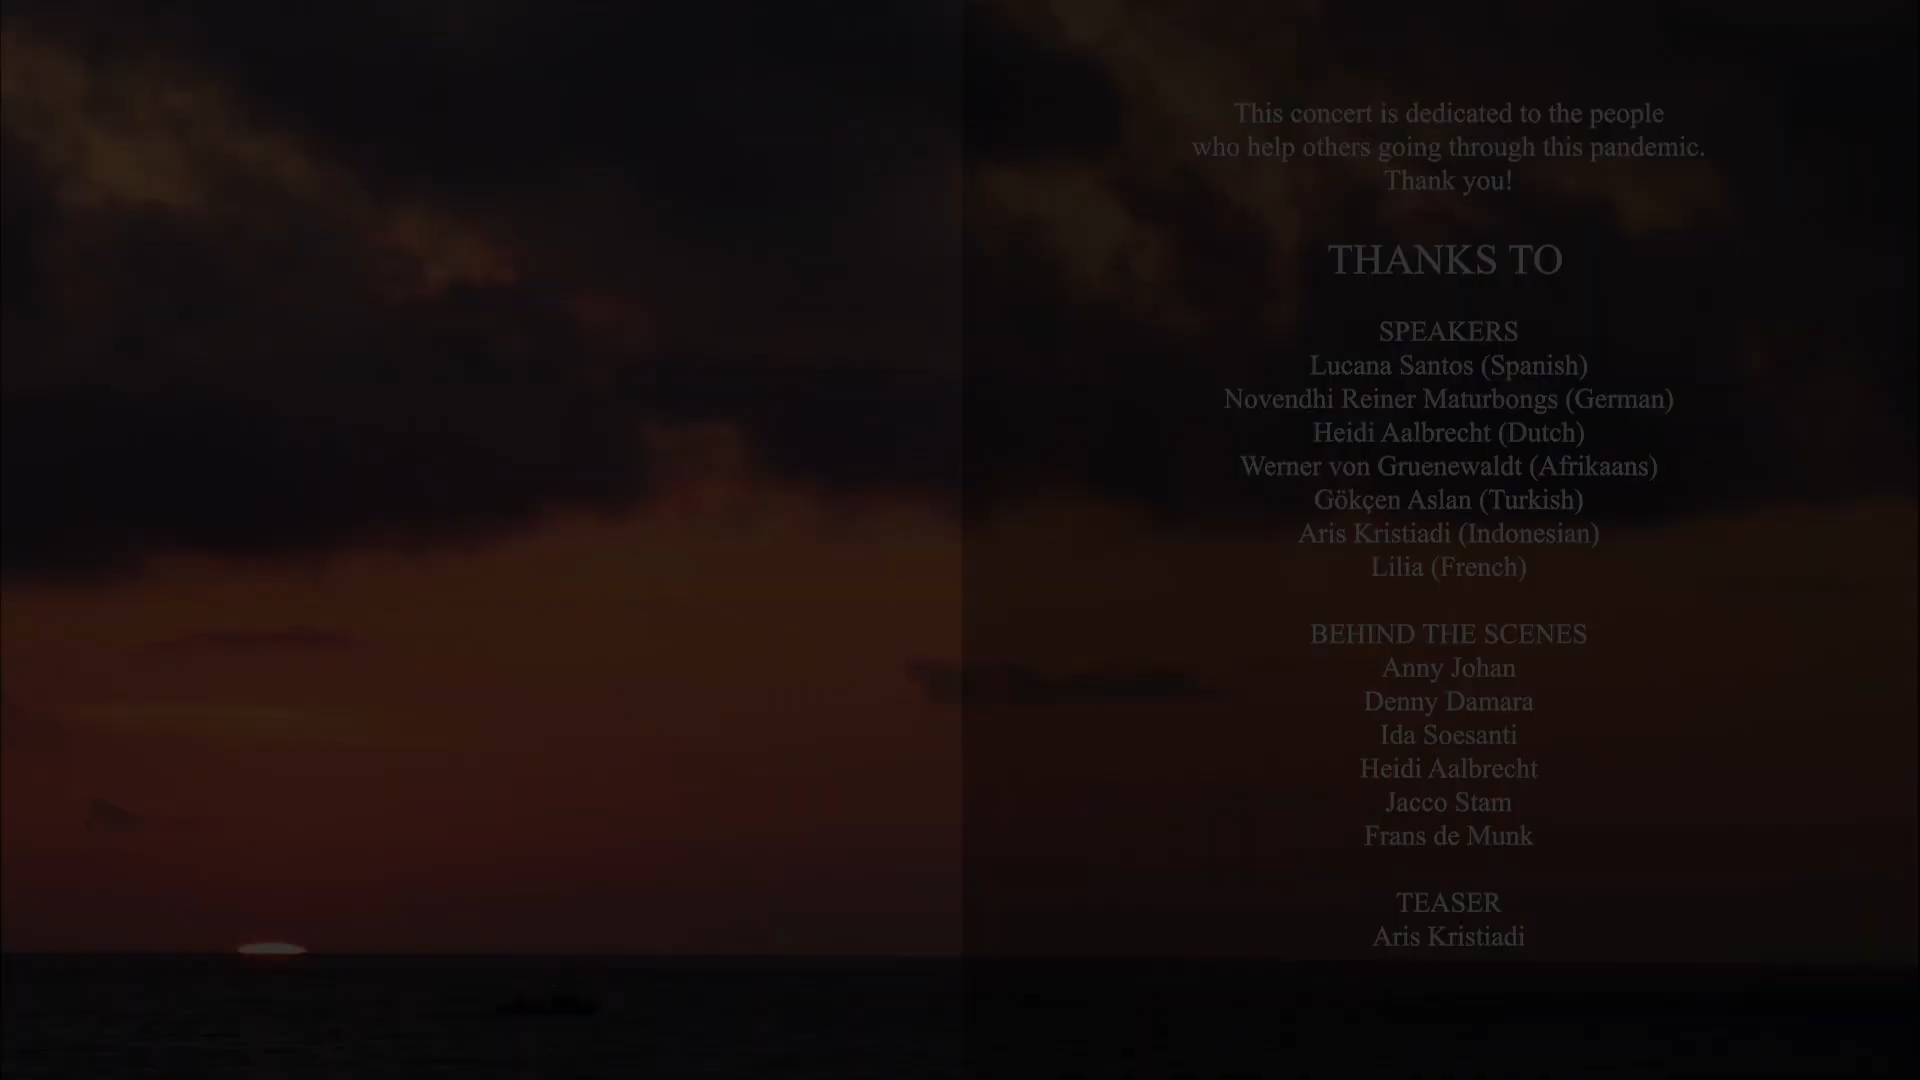 This concert is dedicated to the people
who help others going through this pandemic.
Thank you!
THANKS TO
SPEAKERS
Lucana Santos (Spanish)
Novendhi Reiner Maturbongs (German)
Heidi Aalbrecht (Dutch)
Werner von Gruenewaldt (Afrikaans)
Gökçen Aslan (Turkish)
Aris Kristiadi (Indonesian)
Lilia (French)
BEHIND THE SCENES
Anny Johan
Denny Damara
Ida Soesanti
Heidi Aalbrecht
Jacco Stam
Frans de Munk
TEASER
Aris Kristiadi